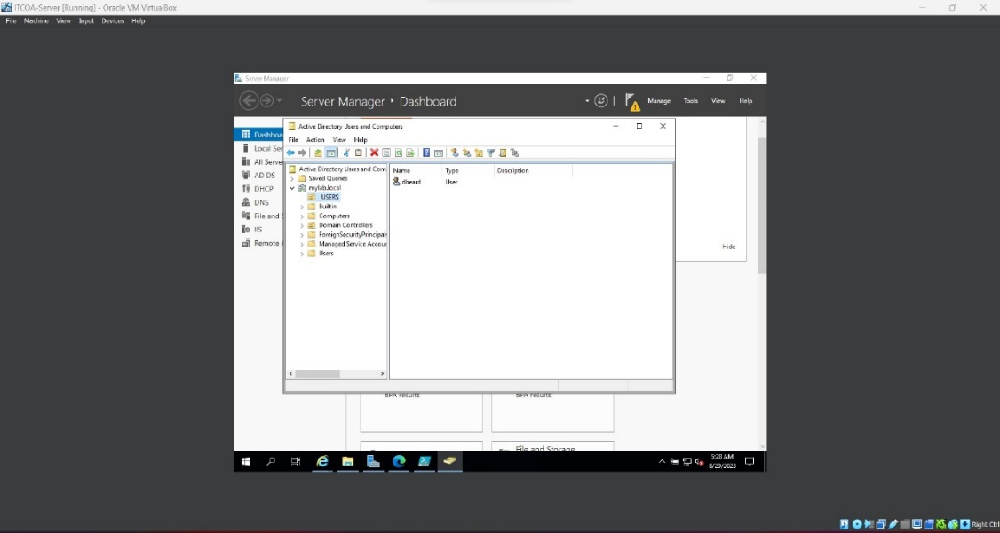 ITCOA-Server [Running] - Oracle VM VirtualBox
File Machine View Input Devices Help
Server Manager
Server Manager • Dashboard
Manage Tools View Help
Dashboa
Local Ser
All Serve
AD DS
DHCP
DNS
File and S
IIS
Remote A
Active Directory Users and Computers
File Action View Help
Active Directory Users and Com
Saved Queries
mylab.local
_USERS
Builtin
Computers
Domain Controllers
ForeignSecurityPrincipals
Managed Service Accour
Users
Name Type Description
dbeard User
Hide
BPA results BPA results
File and Storage
5:28 AM
8/29/2023
Right Ctrl